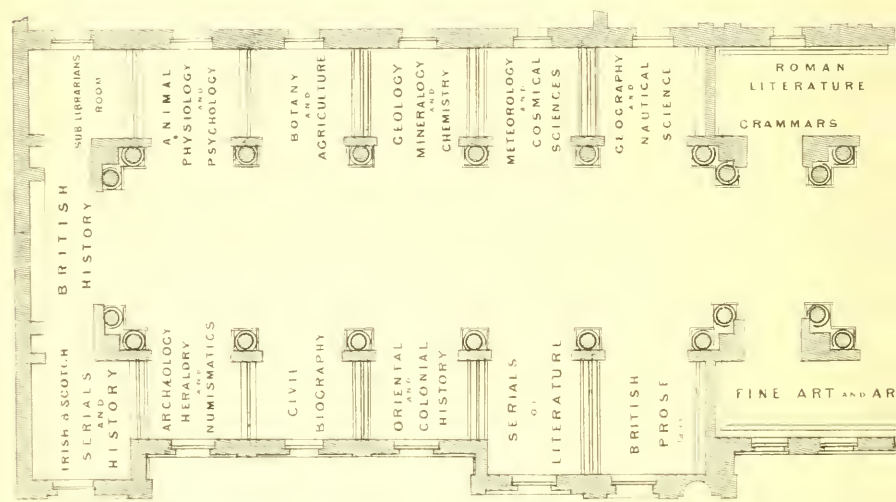 SUB LIBRARIANS
ROOM
ANIMAL
PHYSIOLOGY
AND
PSYCHOLOGY
BOTANY
AND
AGRICULTURE
GEOLOGY
MINERALOGY
AND
CHEMISTRY
METEOROLOGY
AND
COSMICAL
SCIENCES
GEOGRAPHY
AND
NAUTICAL
SCIENCE
ROMAN
LITERATURE
GRAMMARS
BRITISH
HISTORY
IRISH & SCOTCH
SERIALS
AND
HISTORY
ARCHÆOLOGY
HERALDRY
AND
NUMISMATICS
CIVIL
BIOGRAPHY
ORIENTAL
AND
COLONIAL
HISTORY
SERIALS
OF
LITERATURE
BRITISH
PROSE
FINE ART AND AR